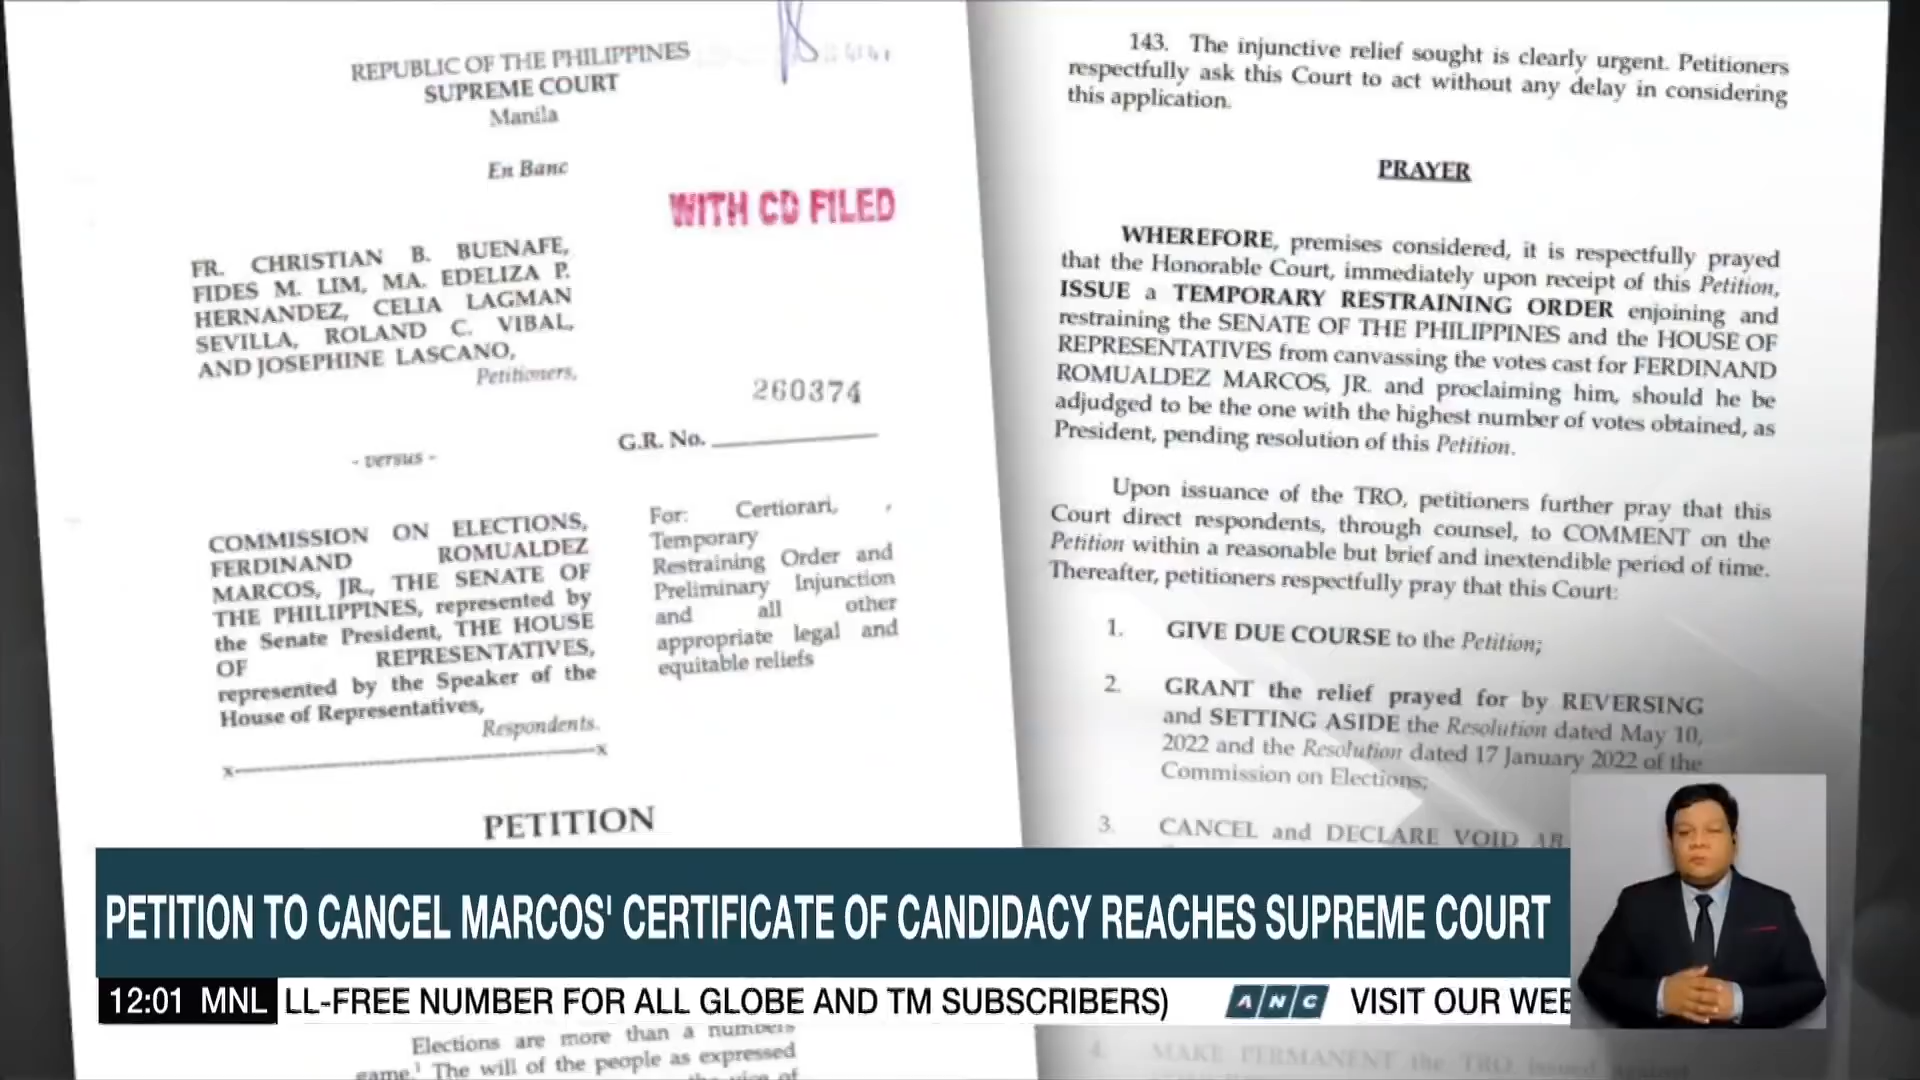 REPUBLIC OF THE PHILIPPINES
SUPREME COURT
Manila
En Banc
WITH CD FILED
FR. CHRISTIAN B. BUENAFE,
FIDES M. LIM, MA. EDELIZA P.
HERNANDEZ, CELIA LAGMAN
SEVILLA, ROLAND C. VIBAL,
AND JOSEPHINE LASCANO,
Petitioners,
260374
G.R. No.
- versus -
COMMISSION ON ELECTIONS,
FERDINAND ROMUALDEZ
MARCOS, JR., THE SENATE OF
THE PHILIPPINES, represented by
the Senate President, THE HOUSE
OF REPRESENTATIVES,
represented by the Speaker of the
House of Representatives,
Respondents.
x x
For: Certiorari,
Temporary
Restraining Order and
Preliminary Injunction
and all other
appropriate legal and
equitable reliefs
PETITION
Elections are more than a numbers
game.1 The will of the people as expressed
143. The injunctive relief sought is clearly urgent. Petitioners
respectfully ask this Court to act without any delay in considering
this application.
PRAYER
WHEREFORE, premises considered, it is respectfully prayed
that the Honorable Court, immediately upon receipt of this Petition,
ISSUE a TEMPORARY RESTRAINING ORDER enjoining and
restraining the SENATE OF THE PHILIPPINES and the HOUSE OF
REPRESENTATIVES from canvassing the votes cast for FERDINAND
ROMUALDEZ MARCOS, JR. and proclaiming him, should he be
adjudged to be the one with the highest number of votes obtained, as
President, pending resolution of this Petition.
Upon issuance of the TRO, petitioners further pray that this
Court direct respondents, through counsel, to COMMENT on the
Petition within a reasonable but brief and inextendible period of time.
Thereafter, petitioners respectfully pray that this Court:
1. GIVE DUE COURSE to the Petition;
2. GRANT the relief prayed for by REVERSING
and SETTING ASIDE the Resolution dated May 10,
2022 and the Resolution dated 17 January 2022 of the
Commission on Elections;
3. CANCEL and DECLARE VOID AB
4. MAKE PERMANENT the TRO issued against
PETITION TO CANCEL MARCOS' CERTIFICATE OF CANDIDACY REACHES SUPREME COURT
12:01 MNL LL-FREE NUMBER FOR ALL GLOBE AND TM SUBSCRIBERS) ANC VISIT OUR WEB